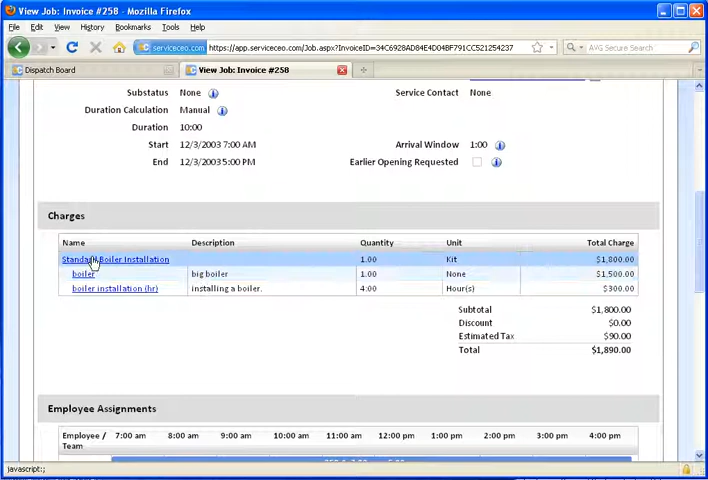 View Job: Invoice #258 - Mozilla Firefox
File Edit View History Bookmarks Tools Help
serviceceo.com https://app.serviceceo.com/Job.aspx?InvoiceID=34C6928AD84E4D04BF791CC521254237 AVG Secure Search
Dispatch Board View Job: Invoice #258
Substatus None Service Contact None
Duration Calculation Manual
Duration 10:00
Start 12/3/2003 7:00 AM Arrival Window 1:00
End 12/3/2003 5:00 PM Earlier Opening Requested
Charges
Name Description Quantity Unit Total Charge
Standard Boiler Installation 1.00 Kit $1,800.00
boiler big boiler 1.00 None $1,500.00
boiler installation (hr) installing a boiler. 4:00 Hour(s) $300.00
Subtotal $1,800.00
Discount $0.00
Estimated Tax $90.00
Total $1,890.00
Employee Assignments
Employee / Team 7:00 am 8:00 am 9:00 am 10:00 am 11:00 am 12:00 pm 1:00 pm 2:00 pm 3:00 pm 4:00 pm
javascript:;